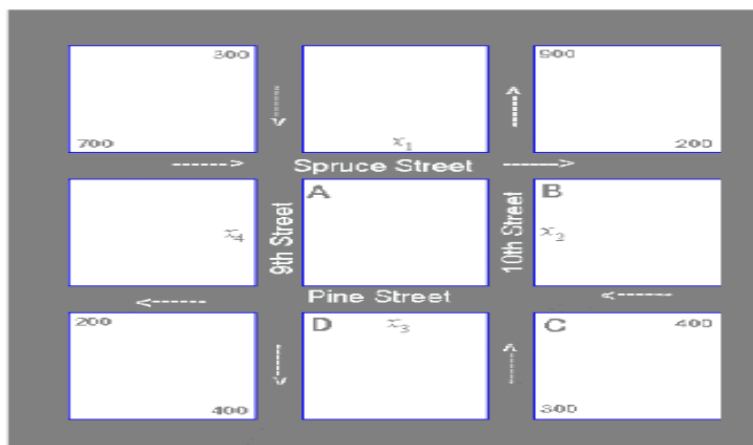 300
900
700
x1
200
Spruce Street
A
B
x4
9th Street
10th Street
x2
Pine Street
200
D
x3
C
400
400
300